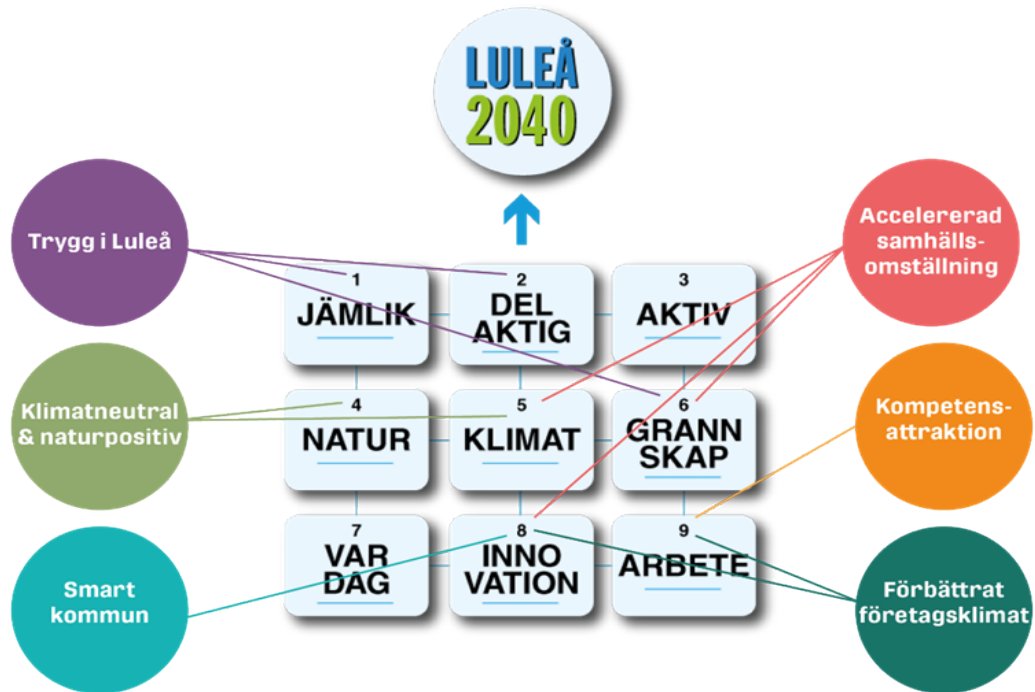 LULEÅ
2040
Trygg i Luleå
Accelererad
samhälls-
omställning
1
JÄMLIK
2
DEL
AKTIG
3
AKTIV
Klimatneutral
& naturpositiv
4
NATUR
5
KLIMAT
6
GRANN
SKAP
Kompetens-
attraktion
7
VAR
DAG
8
INNO
VATION
9
ARBETE
Smart
kommun
Förbättrat
företagsklimat